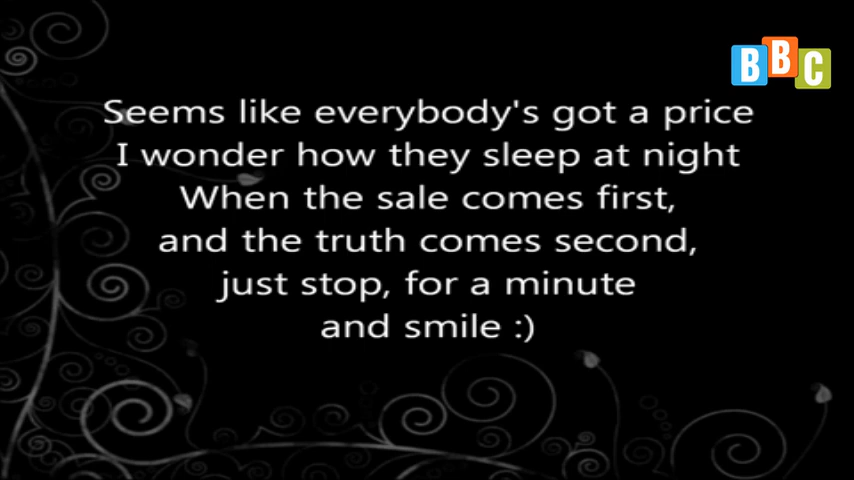 BBC
Seems like everybody's got a price
I wonder how they sleep at night
When the sale comes first,
and the truth comes second,
just stop, for a minute
and smile :)